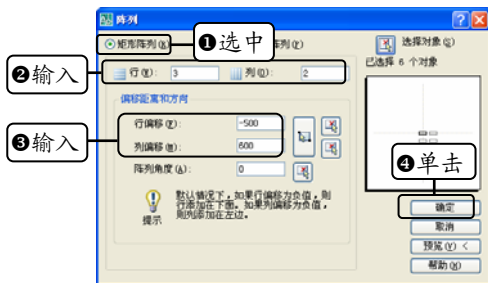 阵列
矩形阵列(R) ❶选中 阵列(P) 选择对象(S)
已选择 6 个对象
❷输入 行(W): 3 列(O): 2
偏移距离和方向
❸输入
行偏移(F): -500
列偏移(M): 600
阵列角度(A): 0
提示
默认情况下，如果行偏移为负值，则
行添加在下面。如果列偏移为负值，
则列添加在左边。
❹单击
确定
取消
预览(V) <
帮助(H)